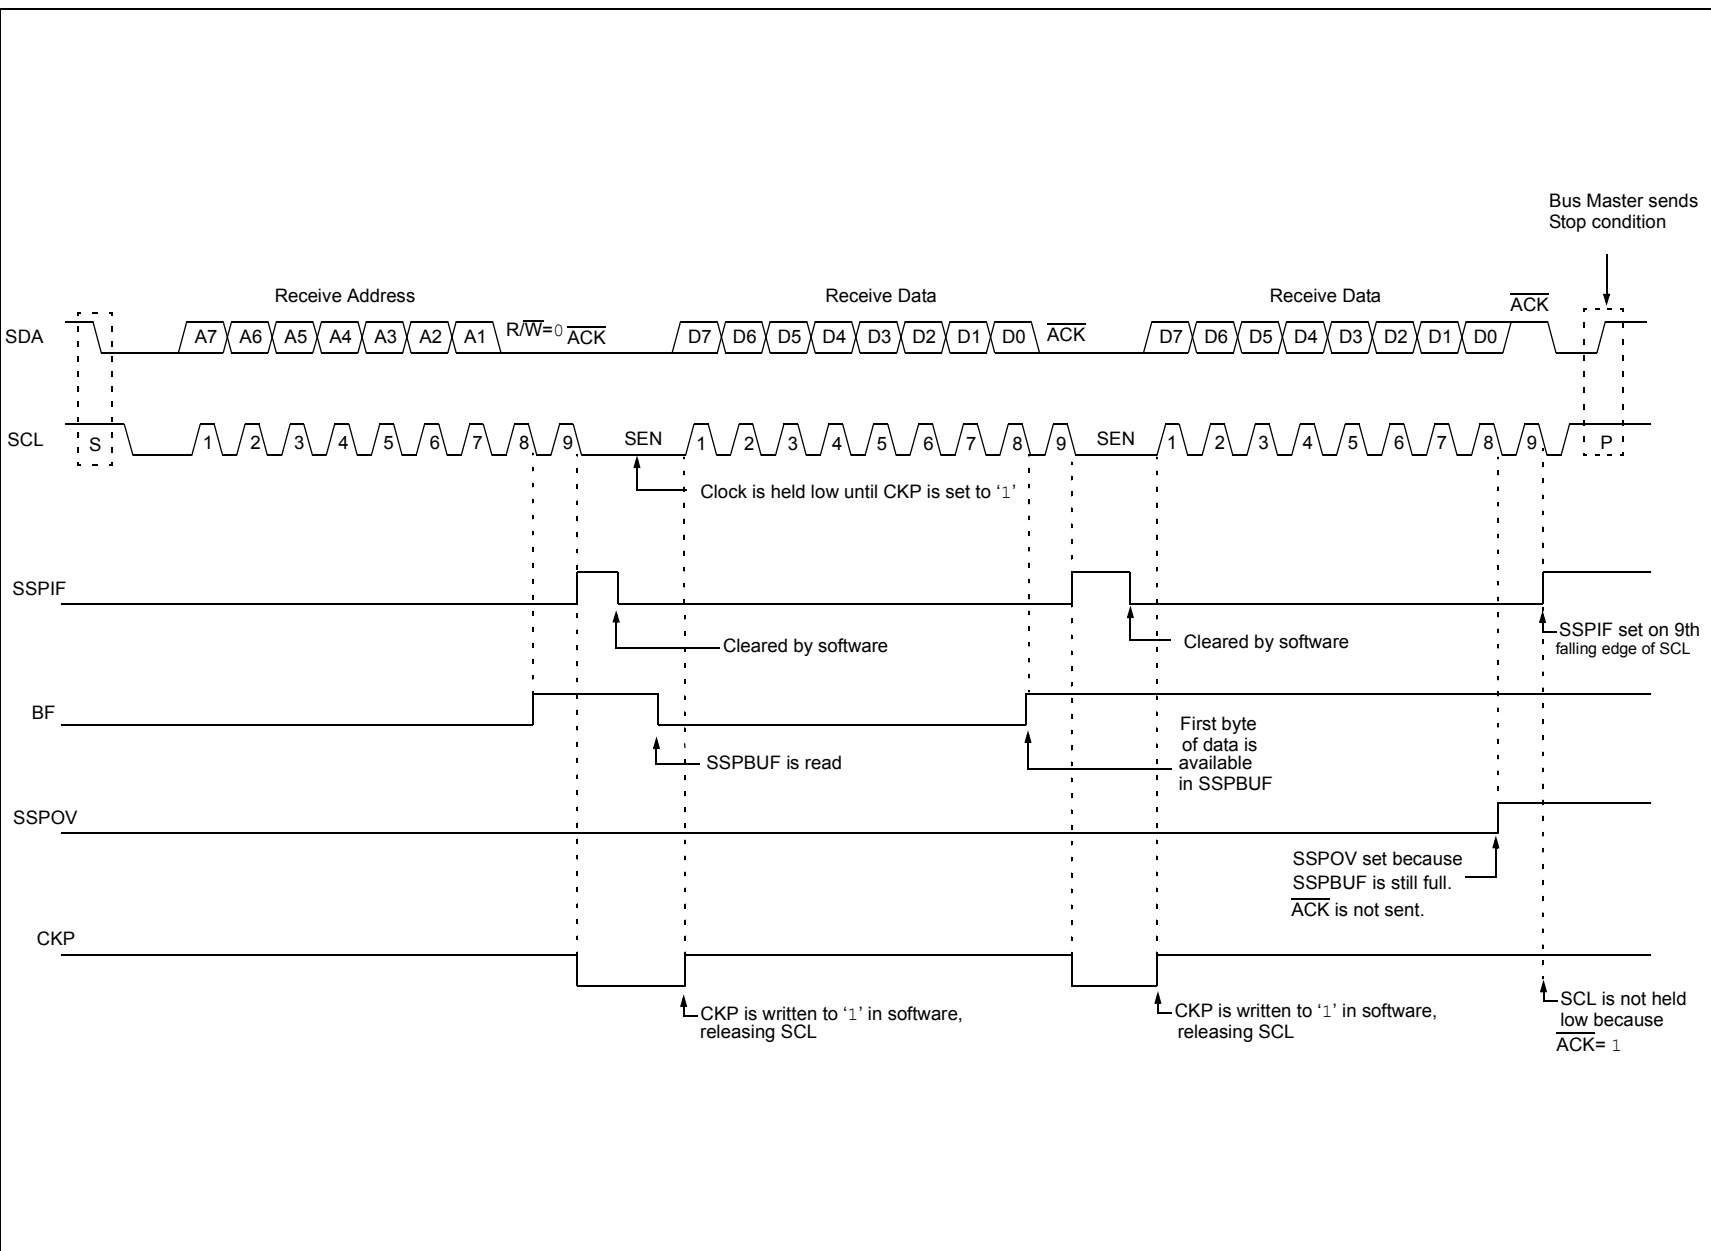 Bus Master sends
Stop condition
Receive Address
Receive Data
Receive Data
ACK
SDA
A7 A6 A5 A4 A3 A2 A1 R/W=0 ACK
D7 D6 D5 D4 D3 D2 D1 D0 ACK
D7 D6 D5 D4 D3 D2 D1 D0
SCL
S
1 2 3 4 5 6 7 8 9 SEN
1 2 3 4 5 6 7 8 9 SEN
1 2 3 4 5 6 7 8 9
P
Clock is held low until CKP is set to ‘1’
SSPIF
Cleared by software
Cleared by software
SSPIF set on 9th
falling edge of SCL
BF
SSPBUF is read
First byte
of data is
available
in SSPBUF
SSPOV
SSPOV set because
SSPBUF is still full.
ACK is not sent.
CKP
CKP is written to ‘1’ in software,
releasing SCL
CKP is written to ‘1’ in software,
releasing SCL
SCL is not held
low because
ACK= 1